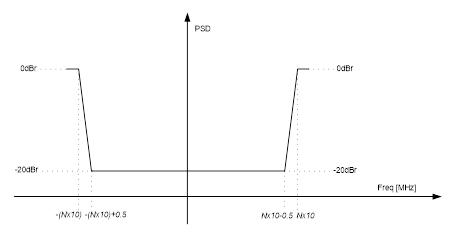 PSD
0dBr 0dBr
-20dBr -20dBr
Freq [MHz]
-(Nx10) -(Nx10)+0.5 Nx10-0.5 Nx10